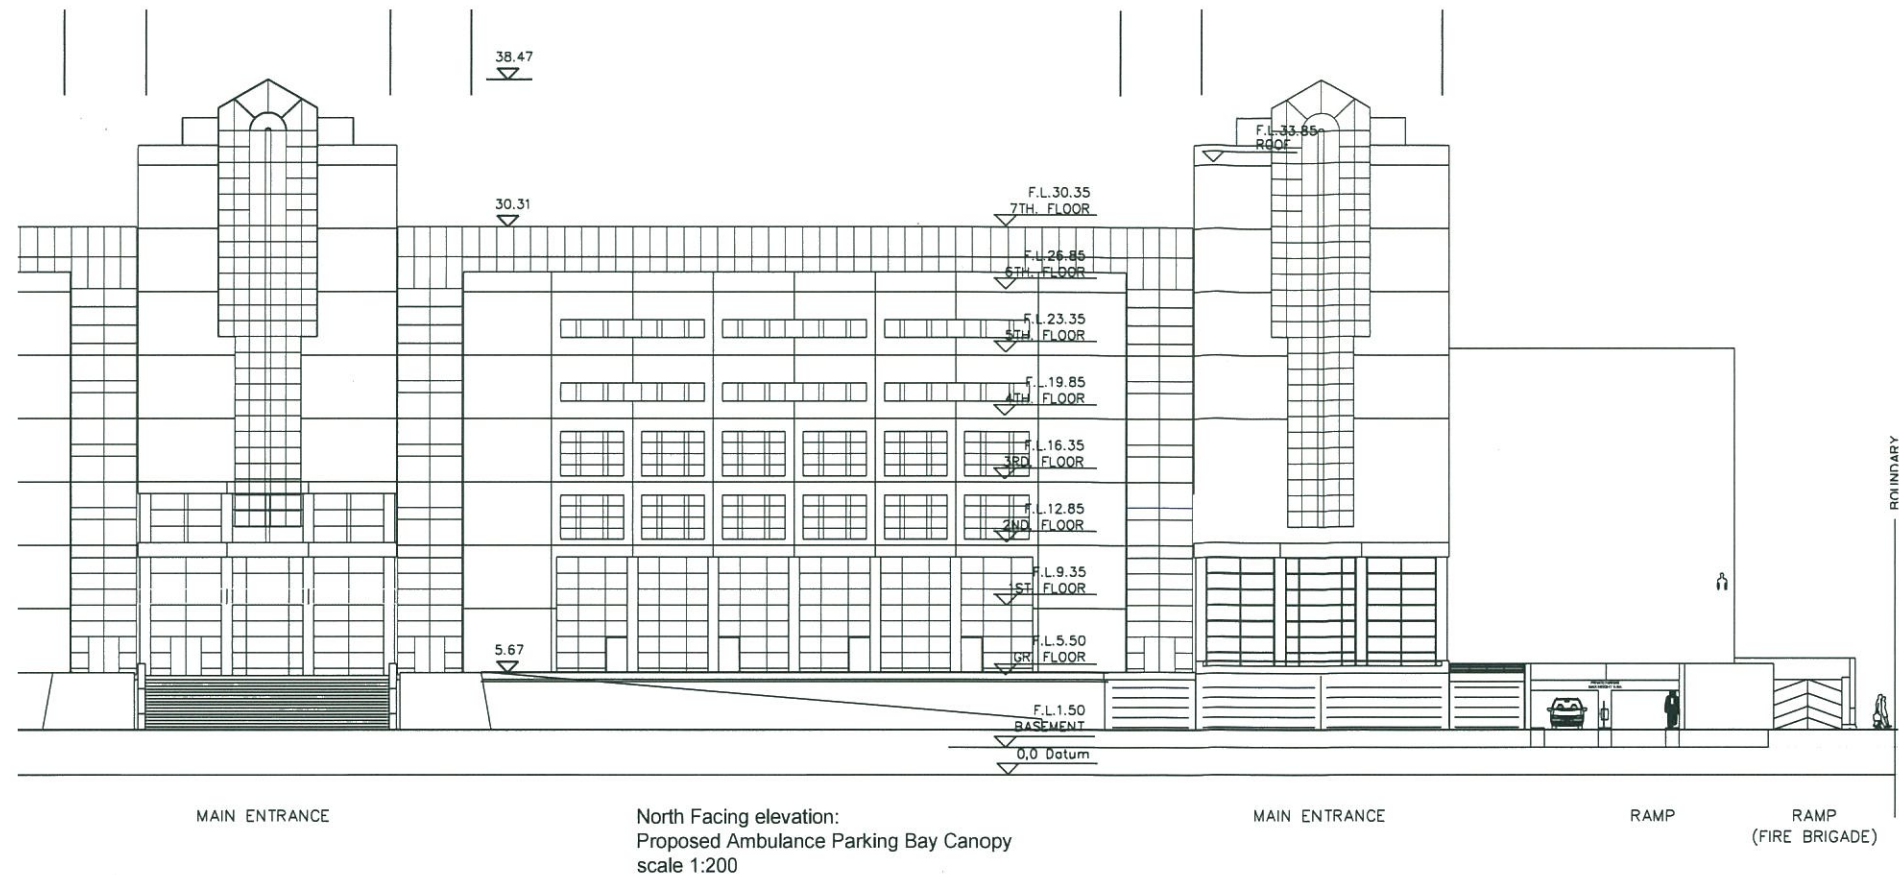 38.47
F.L.33.85
ROOF
30.31
F.L.30.35
7TH. FLOOR
F.L.26.85
6TH. FLOOR
F.L.23.35
5TH. FLOOR
F.L.19.85
4TH. FLOOR
F.L.16.35
3RD. FLOOR
F.L.12.85
2ND. FLOOR
F.L.9.35
1ST. FLOOR
5.67
F.L.5.50
GR. FLOOR
F.L.1.50
BASEMENT
0,0 Datum
BOUNDARY
MAIN ENTRANCE
North Facing elevation:
Proposed Ambulance Parking Bay Canopy
scale 1:200
MAIN ENTRANCE
RAMP
RAMP
(FIRE BRIGADE)